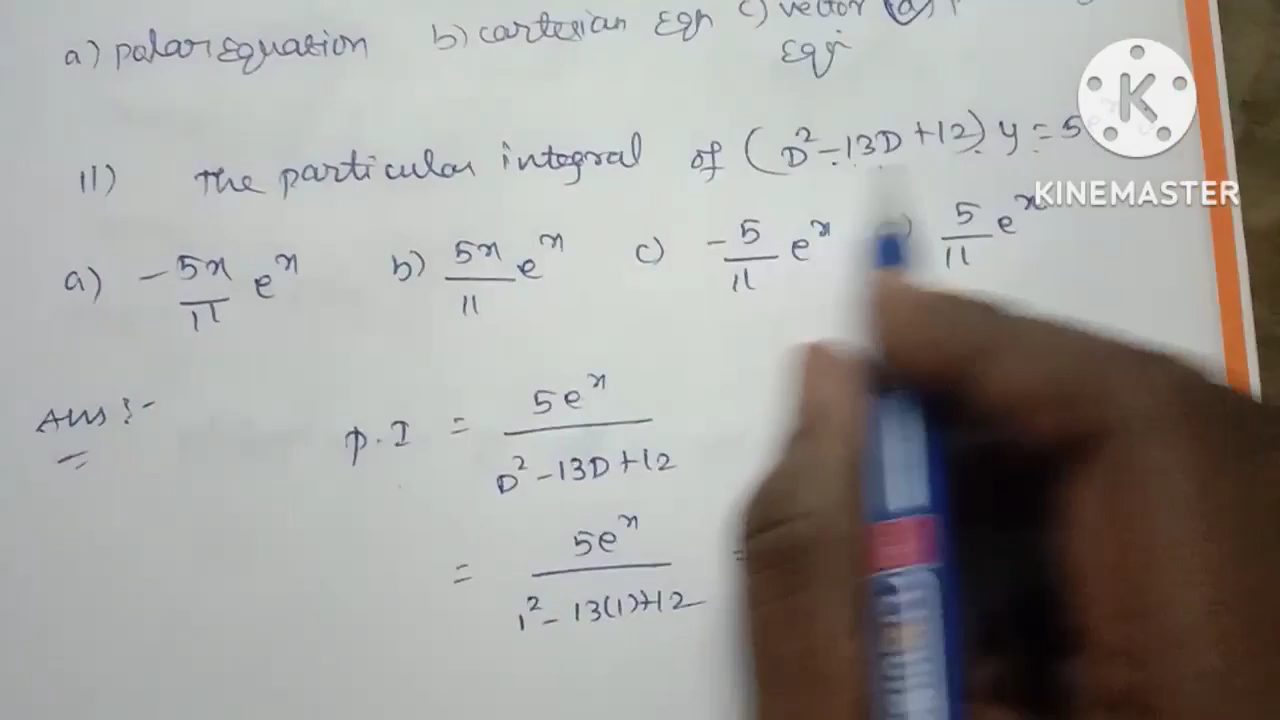 a) polar Equation b) cartesian Eqn c) vector
Eqn
11) The particular integral of (D² -13D +12) y = 5
K
KINEMASTER
a) -5x/11 eˣ b) 5x/11 eˣ c) -5/11 eˣ 5/11 eˣ
Ans :-
P.I = 5eˣ / D² -13D +12
= 5eˣ / 1² - 13(1)+12 =